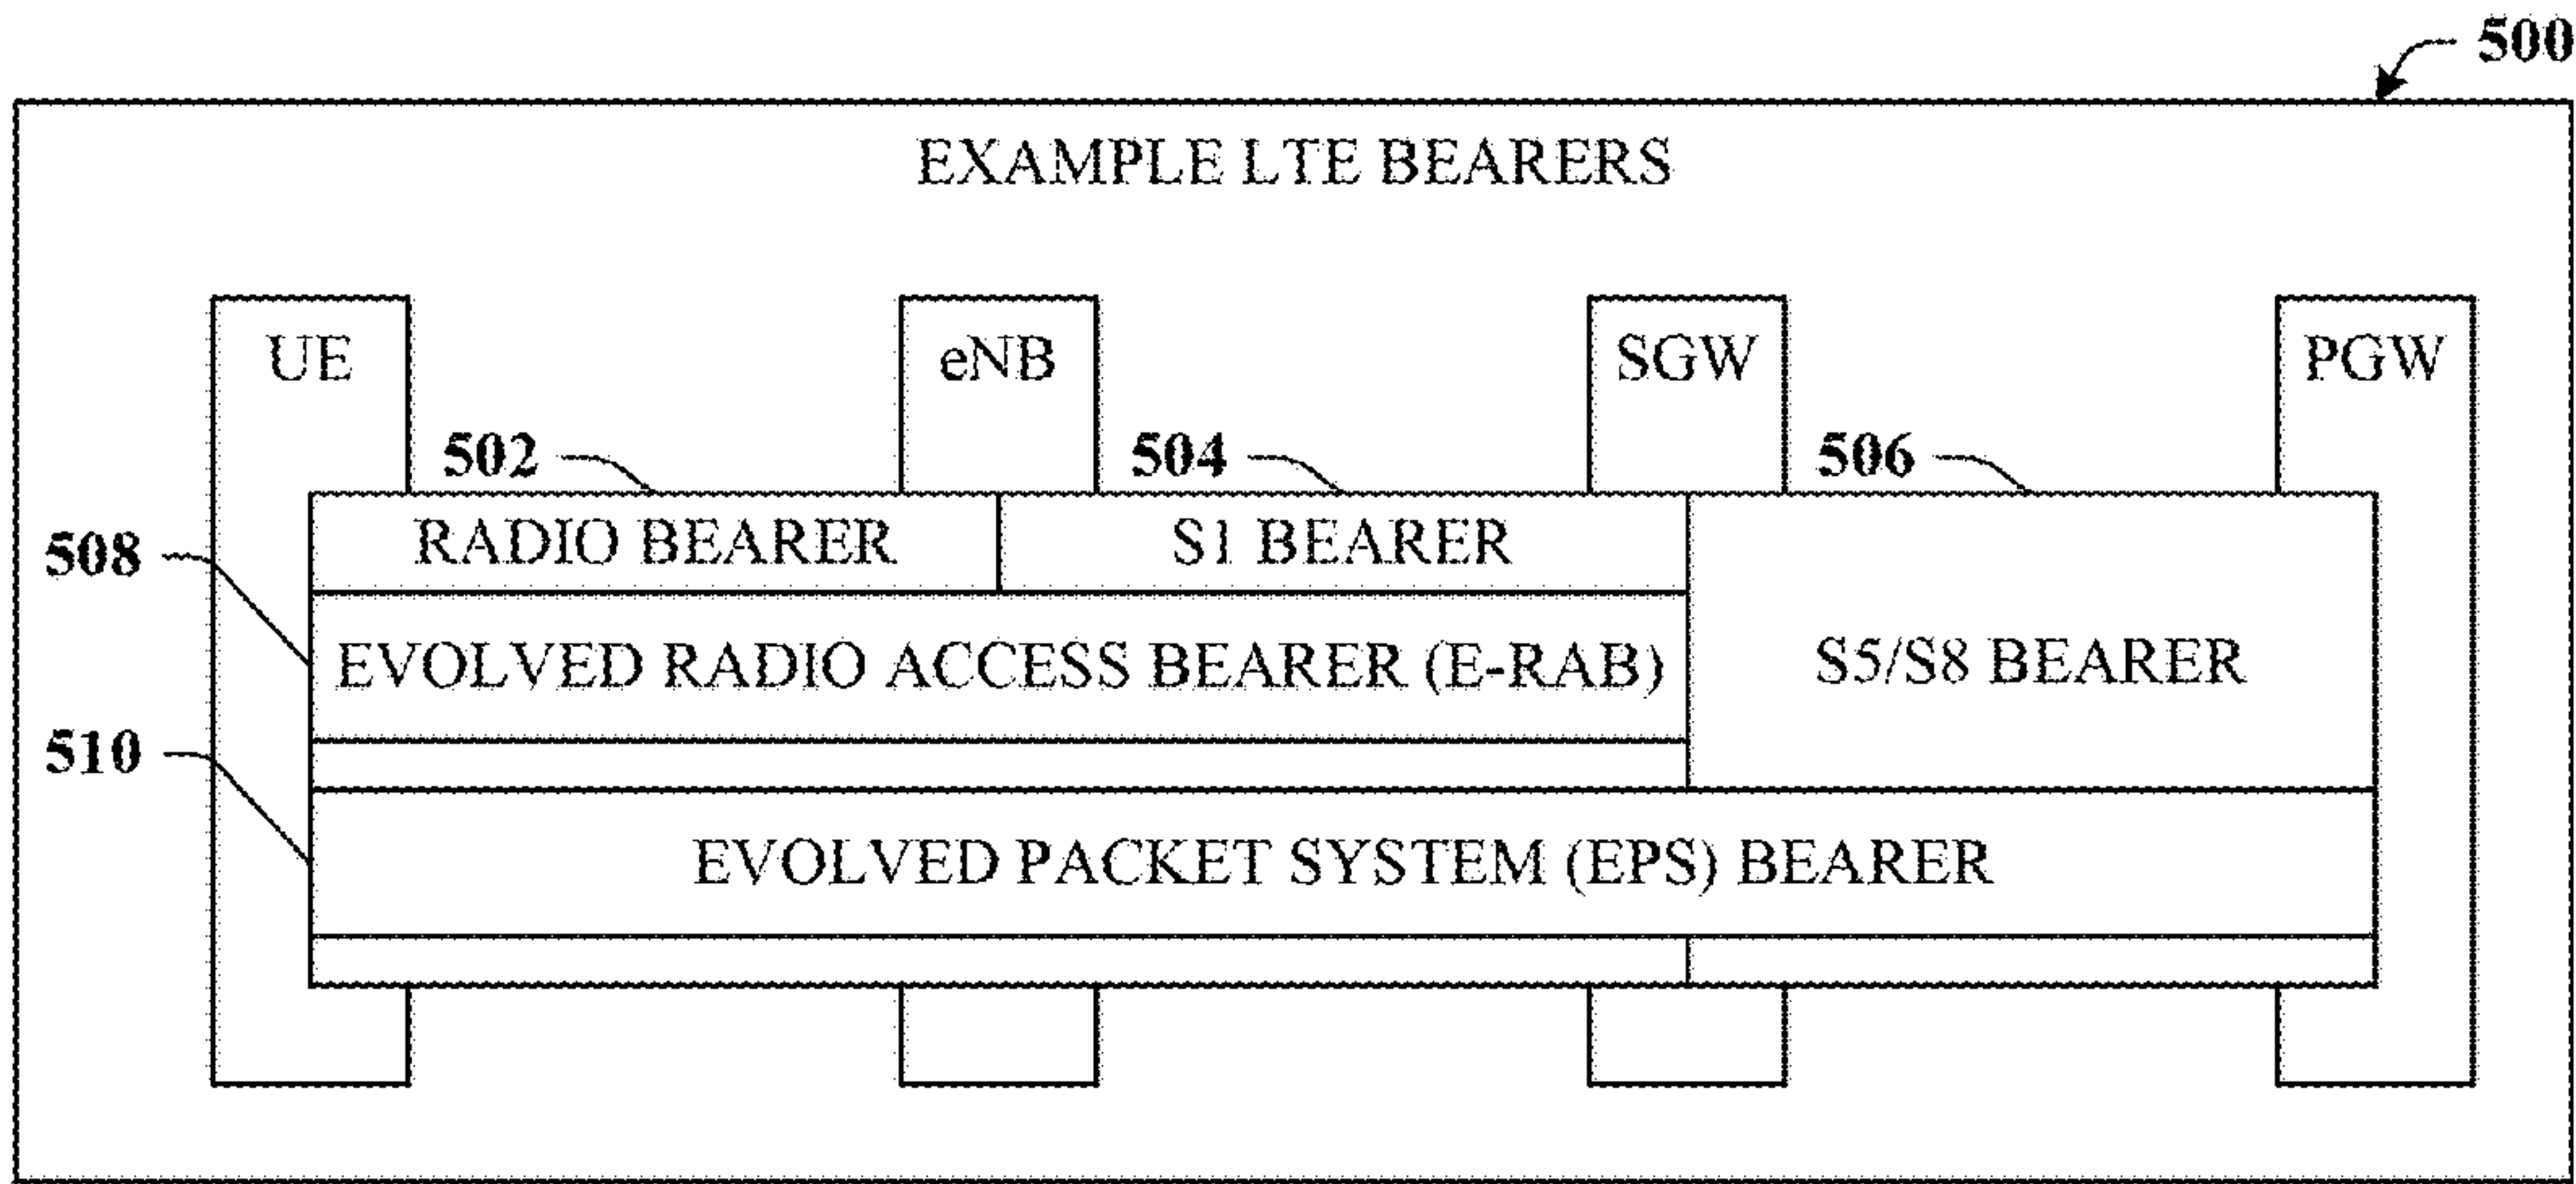 500
EXAMPLE LTE BEARERS
UE
eNB
SGW
PGW
502
504
506
RADIO BEARER
S1 BEARER
508
EVOLVED RADIO ACCESS BEARER (E-RAB)
S5/S8 BEARER
510
EVOLVED PACKET SYSTEM (EPS) BEARER